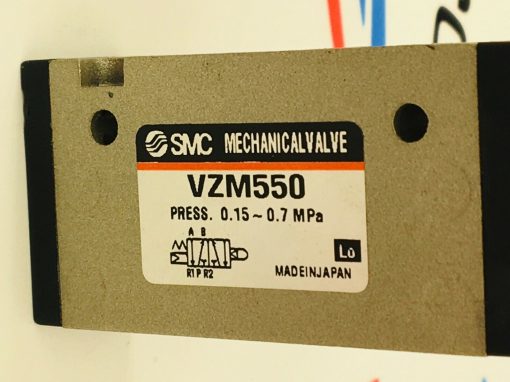 SMC MECHANICALVALVE
VZM550
PRESS. 0.15~0.7 MPa
A B
R1 P R2
Lo
MADEINJAPAN